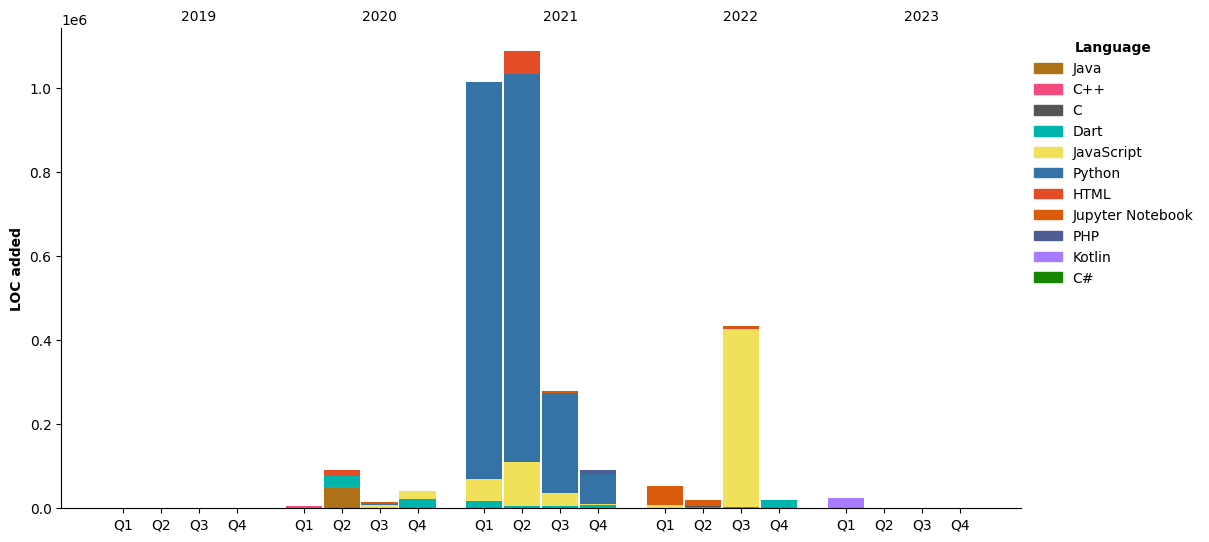 2019 2020 2021 2022 2023
1e6
Language
Java
C++
C
Dart
JavaScript
Python
HTML
Jupyter Notebook
PHP
Kotlin
C#
LOC added
1.0
0.8
0.6
0.4
0.2
0.0
Q1 Q2 Q3 Q4 Q1 Q2 Q3 Q4 Q1 Q2 Q3 Q4 Q1 Q2 Q3 Q4 Q1 Q2 Q3 Q4